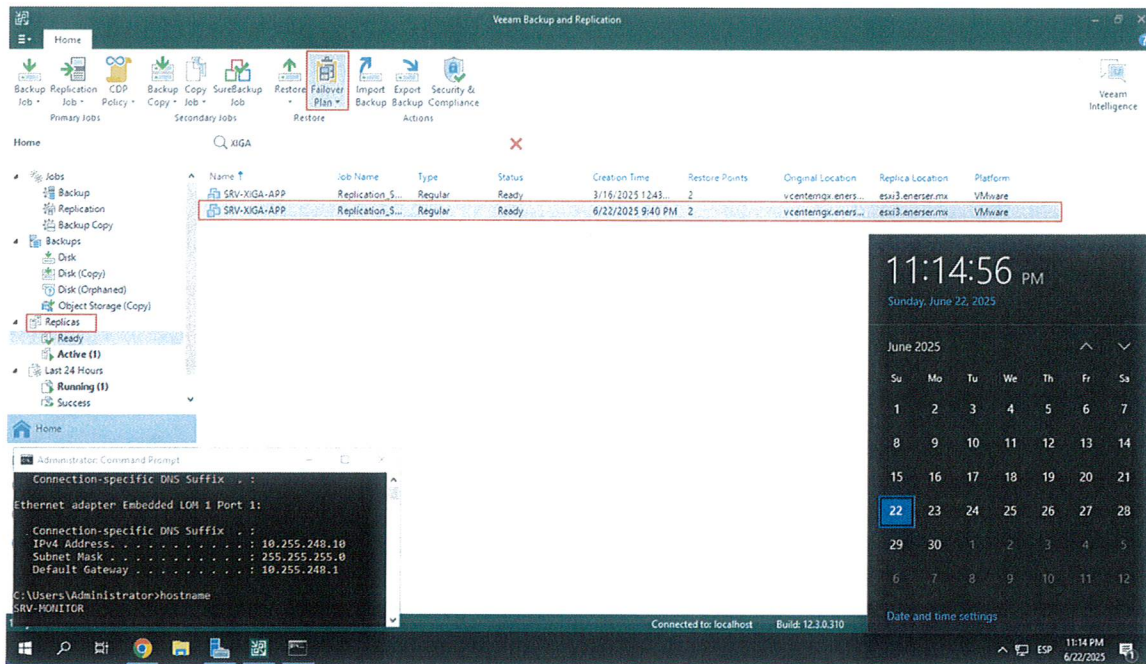 Veeam Backup and Replication
Home
Backup Job
Replication Job
CDP Policy
Backup Copy
Copy Job
SureBackup Job
Restore
Failover Plan
Import Backup
Export Backup
Security & Compliance
Veeam Intelligence
Primary Jobs
Secondary Jobs
Restore
Actions
Home
XIGA
Jobs
Backup
Replication
Backup Copy
Backups
Disk
Disk (Copy)
Disk (Orphaned)
Object Storage (Copy)
Replicas
Ready
Active (1)
Last 24 Hours
Running (1)
Success
Home
Name Job Name Type Status Creation Time Restore Points Original Location Replica Location Platform
SRV-XIGA-APP Replication_S... Regular Ready 3/16/2025 12:43... 2 vcenterngx.eners... esxi3.enerser.mx VMware
SRV-XIGA-APP Replication_S... Regular Ready 6/22/2025 9:40 PM 2 vcenterngx.eners... esxi3.enerser.mx VMware
11:14:56 PM
Sunday, June 22, 2025
June 2025
Su Mo Tu We Th Fr Sa
1 2 3 4 5 6 7
8 9 10 11 12 13 14
15 16 17 18 19 20 21
22 23 24 25 26 27 28
29 30 1 2 3 4 5
6 7 8 9 10 11 12
Date and time settings
Administrator: Command Prompt
Connection-specific DNS Suffix . :
Ethernet adapter Embedded LOM 1 Port 1:
Connection-specific DNS Suffix . :
IPv4 Address. . . . . . . . . . . : 10.255.248.10
Subnet Mask . . . . . . . . . . . : 255.255.255.0
Default Gateway . . . . . . . . . : 10.255.248.1
C:\Users\Administrator>hostname
SRV-MONITOR
Connected to: localhost Build: 12.3.0.310
ESP
11:14 PM
6/22/2025